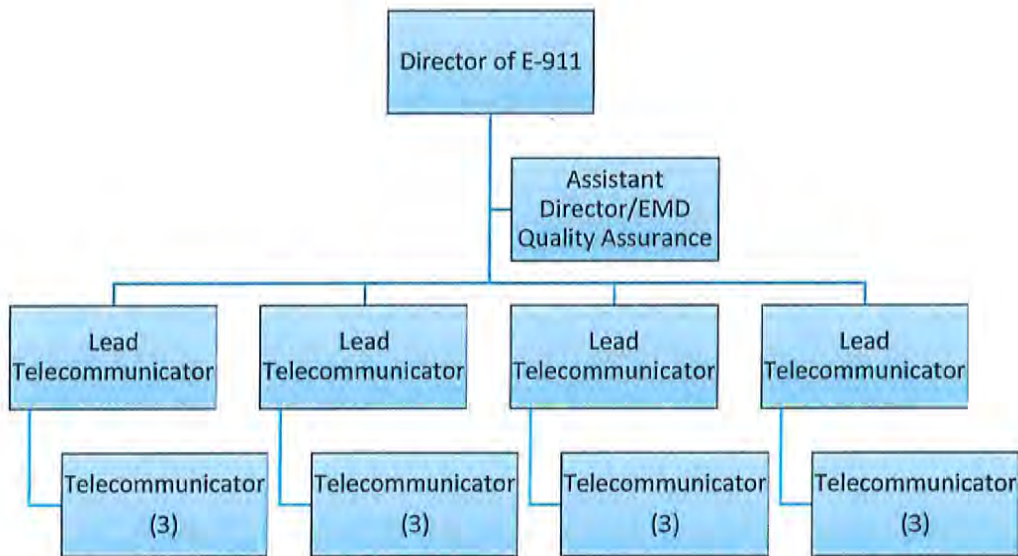 Director of E-911
Assistant
Director/EMD
Quality Assurance
Lead
Telecommunicator
Lead
Telecommunicator
Lead
Telecommunicator
Lead
Telecommunicator
Telecommunicator
(3)
Telecommunicator
(3)
Telecommunicator
(3)
Telecommunicator
(3)